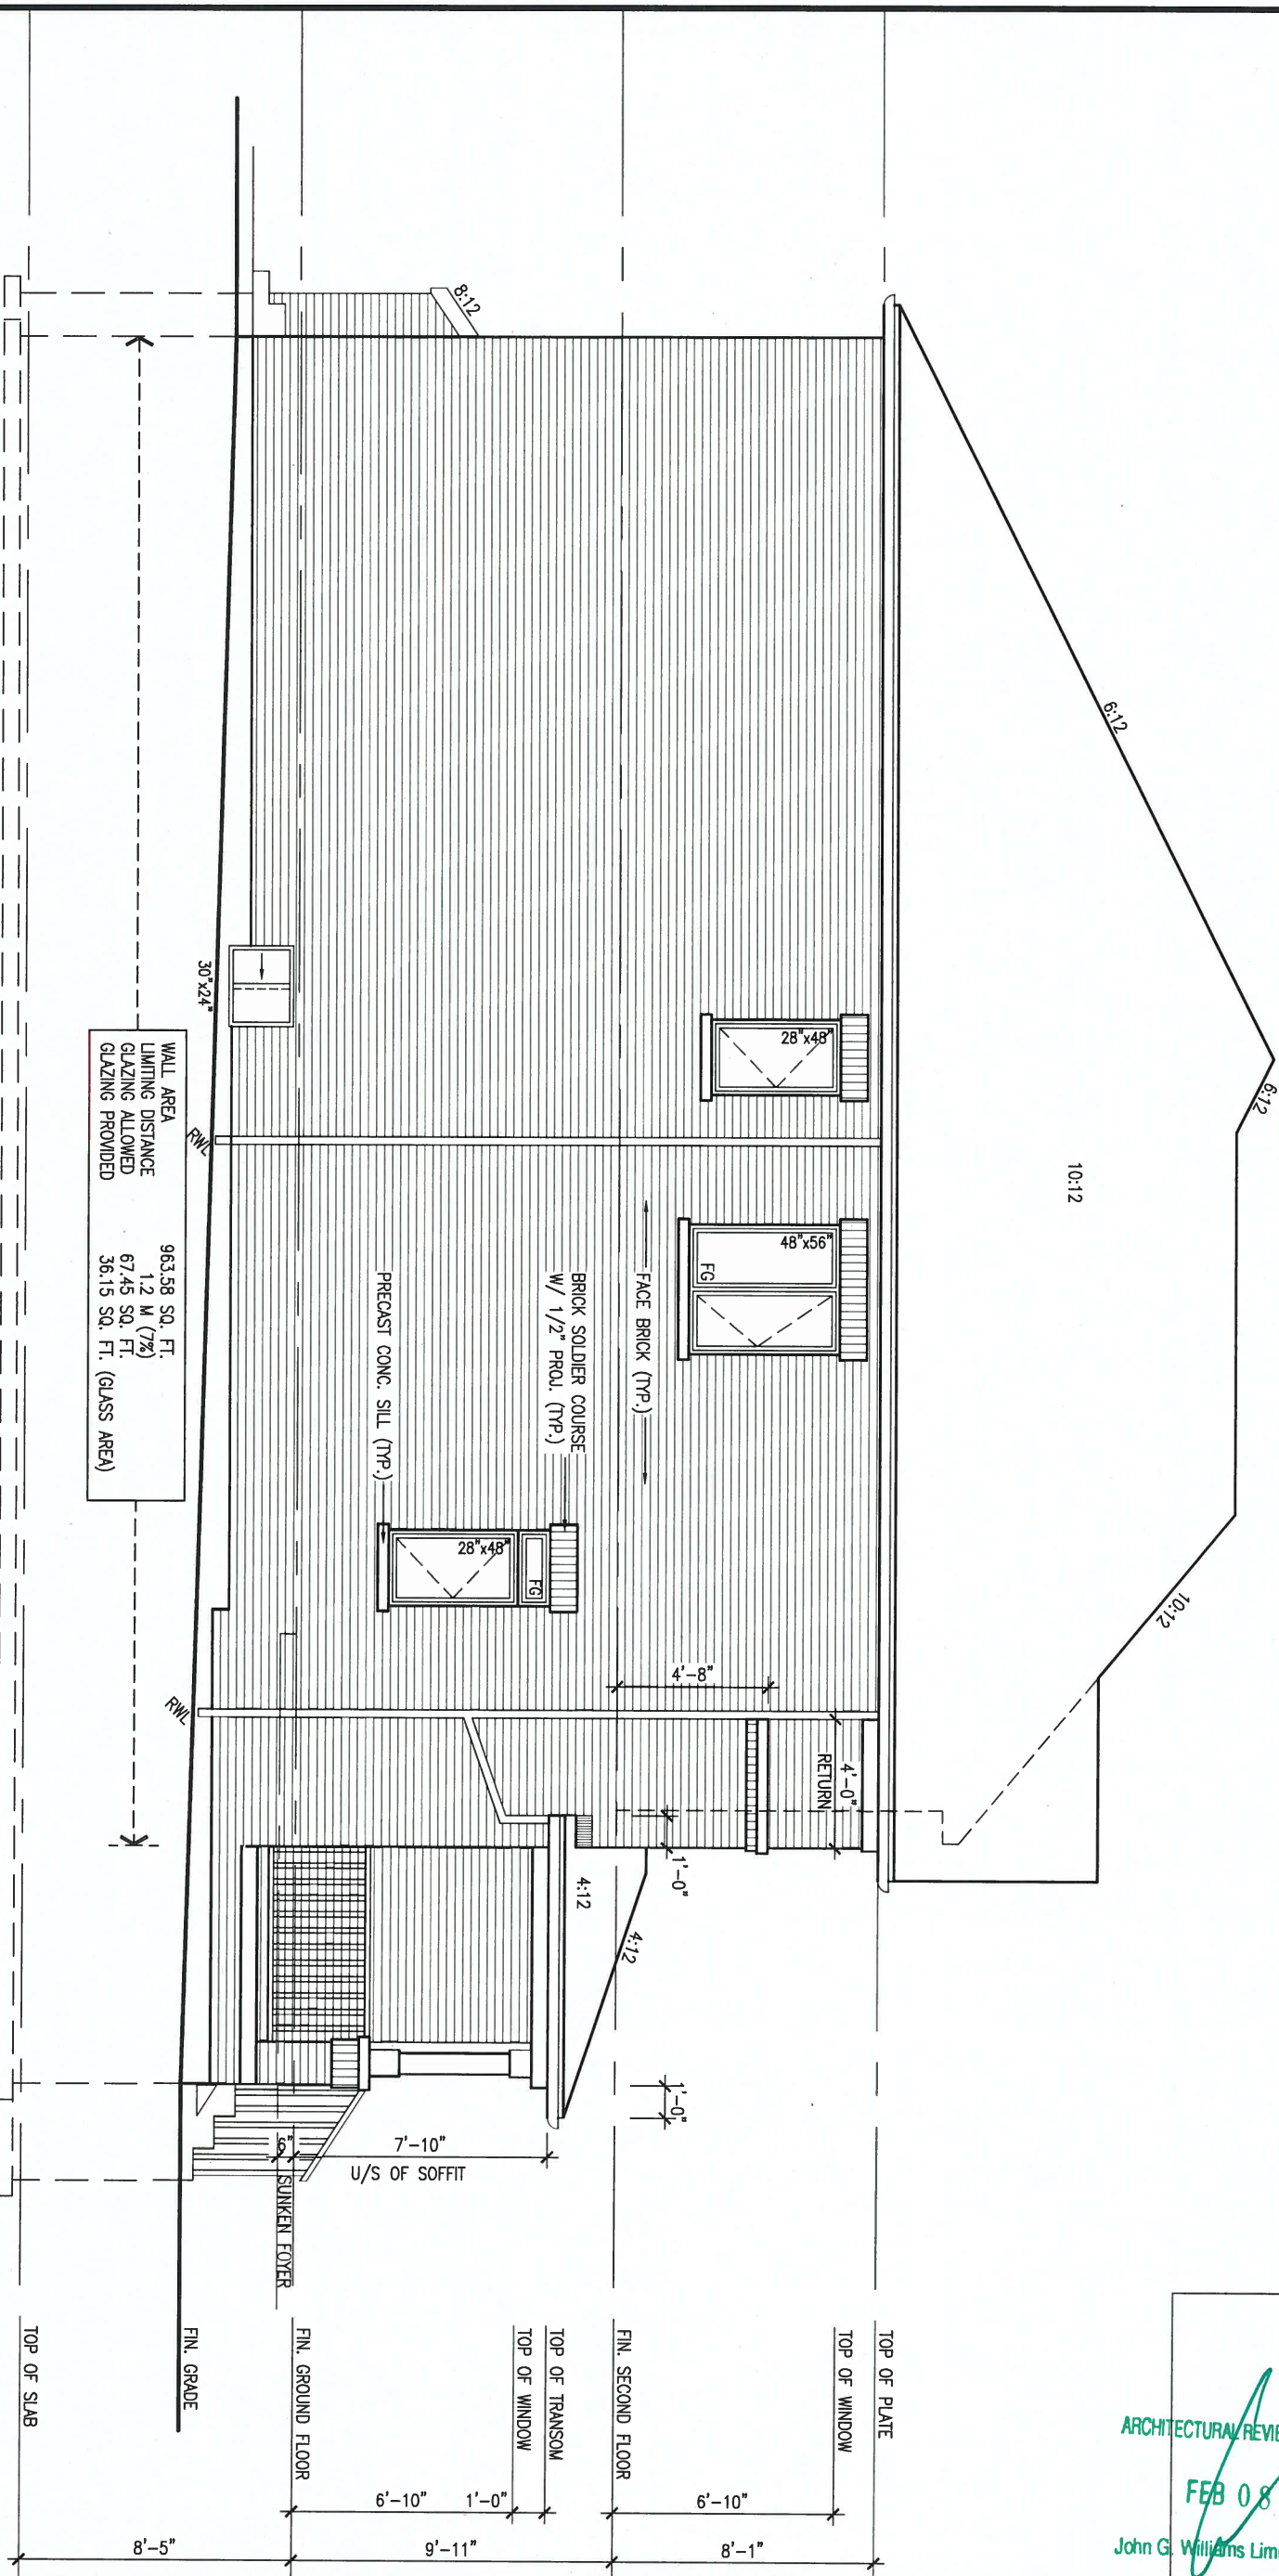 6:12
6:12
10:12
10:12
8:12
28"x48"
48"x56"
FG
FACE BRICK (TYP.)
BRICK SOLDIER COURSE
W/ 1/2" PROJ. (TYP.)
PRECAST CONC. SILL (TYP.)
28"x48"
FG
30"x24"
RWL
RWL
4'-8"
4'-0"
RETURN
1'-0"
4:12
4:12
1'-0"
7'-10"
U/S OF SOFFIT
6"
SUNKEN FOYER
WALL AREA 963.58 SQ. FT.
LIMITING DISTANCE 1.2 M (7%)
GLAZING ALLOWED 67.45 SQ. FT.
GLAZING PROVIDED 36.15 SQ. FT. (GLASS AREA)
TOP OF PLATE
TOP OF WINDOW
FIN. SECOND FLOOR
TOP OF TRANSOM
TOP OF WINDOW
FIN. GROUND FLOOR
FIN. GRADE
TOP OF SLAB
6'-10"
8'-1"
1'-0"
6'-10"
9'-11"
8'-5"
ARCHITECTURAL REVIE
FEB 08
John G. Williams Lim